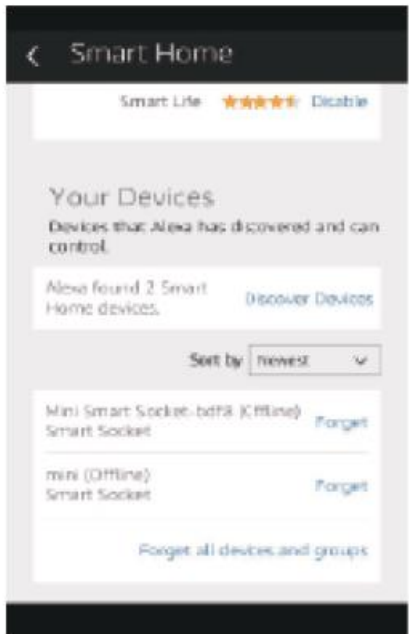 Smart Home
Smart Life Disable
Your Devices
Devices that Alexa has discovered and can
control.
Alexa found 2 Smart
Home devices.
Discover Devices
Sort by Newest
Mini Smart Socket-bdf8 (Offline)
Smart Socket
Forget
mini (Offline)
Smart Socket
Forget
Forget all devices and groups